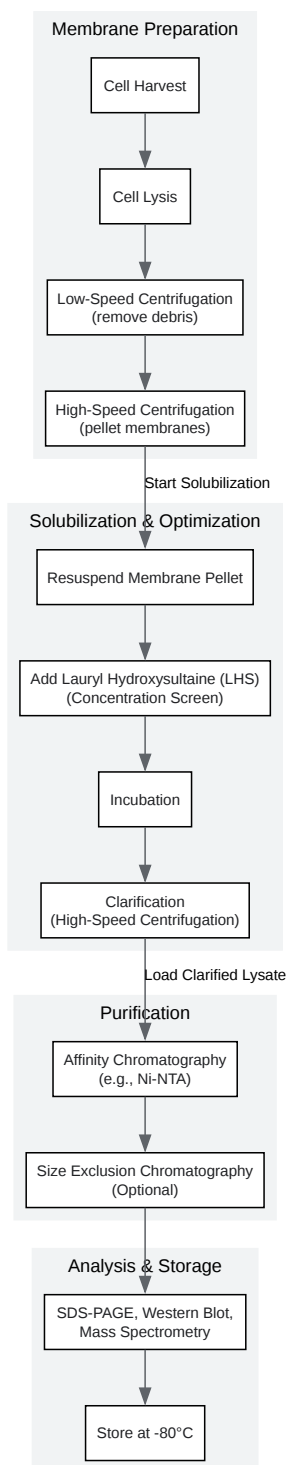 Membrane Preparation
Cell Harvest
Cell Lysis
Low-Speed Centrifugation
(remove debris)
High-Speed Centrifugation
(pellet membranes)
Start Solubilization
Solubilization & Optimization
Resuspend Membrane Pellet
Add Lauryl Hydroxysultaine (LHS)
(Concentration Screen)
Incubation
Clarification
(High-Speed Centrifugation)
Load Clarified Lysate
Purification
Affinity Chromatography
(e.g., Ni-NTA)
Size Exclusion Chromatography
(Optional)
Analysis & Storage
SDS-PAGE, Western Blot,
Mass Spectrometry
Store at -80°C